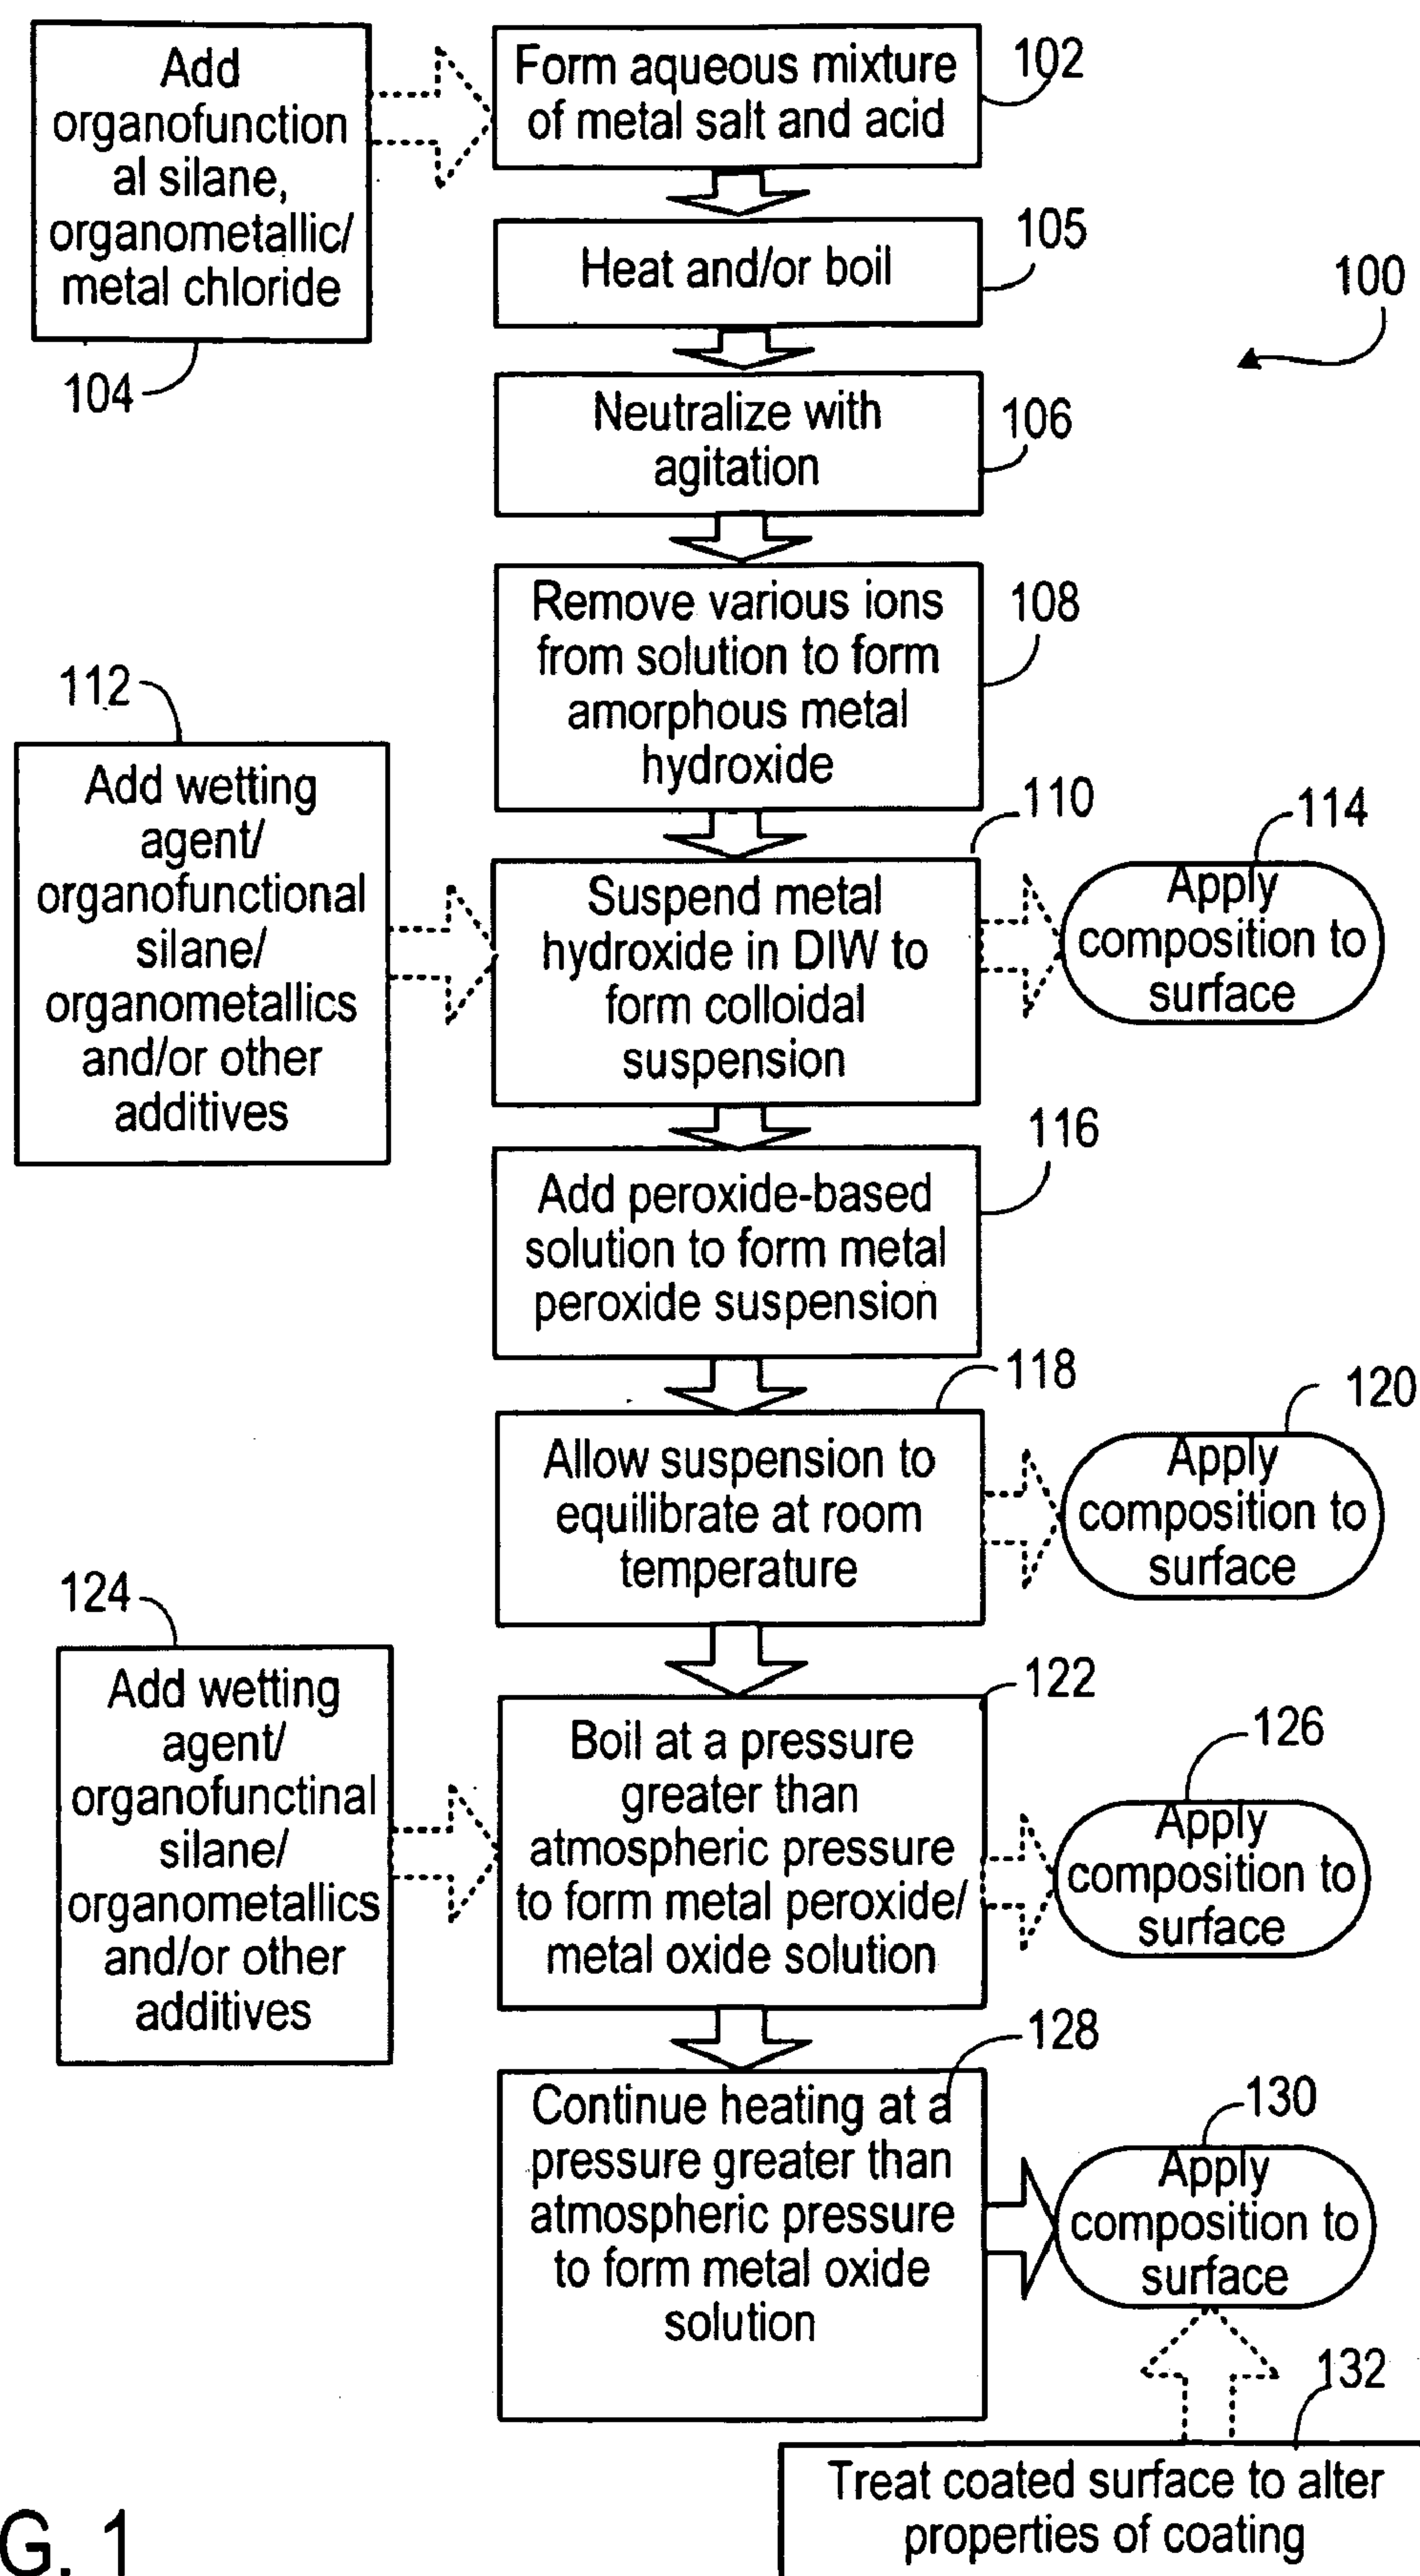 Add
organofunction
al silane,
organometallic/
metal chloride
104
Form aqueous mixture
of metal salt and acid
102
Heat and/or boil
105
100
Neutralize with
agitation
106
Remove various ions
from solution to form
amorphous metal
hydroxide
108
112
Add wetting
agent/
organofunctional
silane/
organometallics
and/or other
additives
110
Suspend metal
hydroxide in DIW to
form colloidal
suspension
114
Apply
composition to
surface
116
Add peroxide-based
solution to form metal
peroxide suspension
118
Allow suspension to
equilibrate at room
temperature
120
Apply
composition to
surface
124
Add wetting
agent/
organofunctinal
silane/
organometallics
and/or other
additives
122
Boil at a pressure
greater than
atmospheric pressure
to form metal peroxide/
metal oxide solution
126
Apply
composition to
surface
128
Continue heating at a
pressure greater than
atmospheric pressure
to form metal oxide
solution
130
Apply
composition to
surface
132
Treat coated surface to alter
properties of coating
G. 1